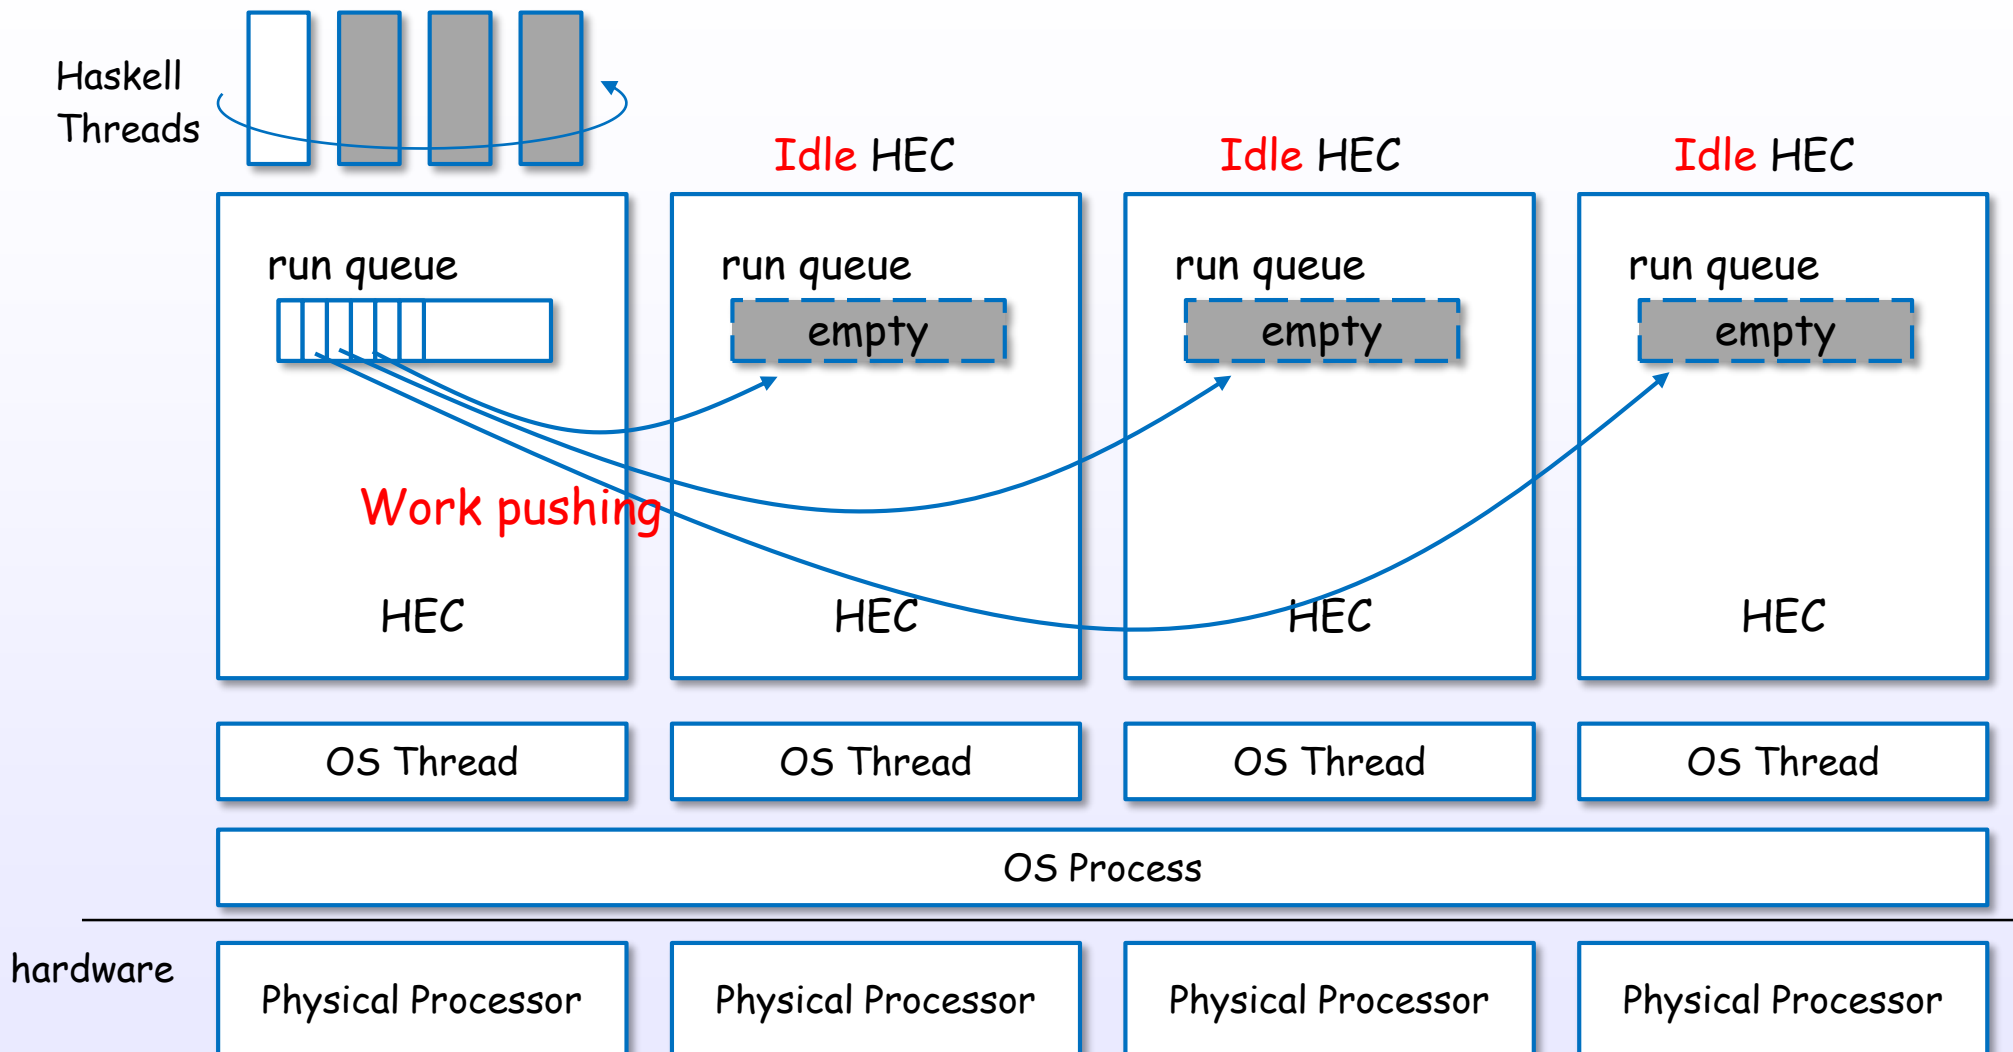 Haskell
Threads
Idle HEC
Idle HEC
Idle HEC
run queue
run queue
run queue
run queue
empty
empty
empty
Work pushing
HEC
HEC
HEC
HEC
OS Thread
OS Thread
OS Thread
OS Thread
OS Process
hardware
Physical Processor
Physical Processor
Physical Processor
Physical Processor